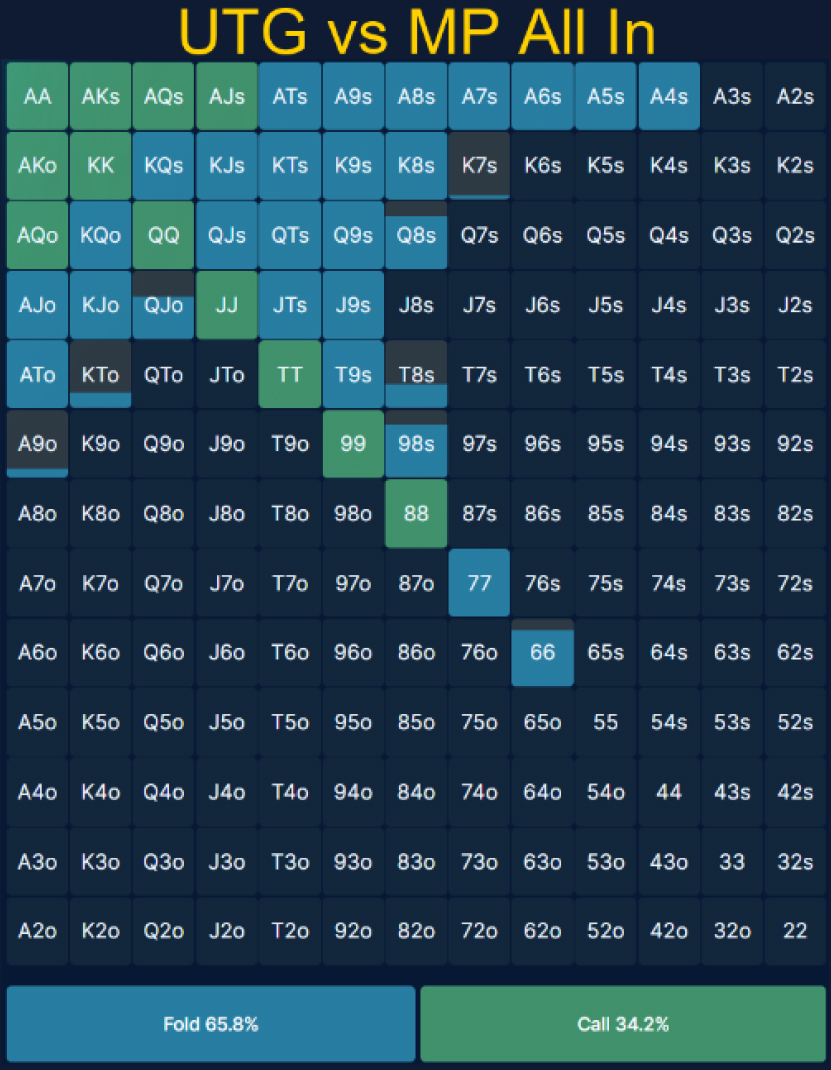 UTG vs MP All In
AA AKs AQs AJs ATs A9s A8s A7s A6s A5s A4s A3s A2s
AKo KK KQs KJs KTs K9s K8s K7s K6s K5s K4s K3s K2s
AQo KQo QQ QJs QTs Q9s Q8s Q7s Q6s Q5s Q4s Q3s Q2s
AJo KJo QJo JJ JTs J9s J8s J7s J6s J5s J4s J3s J2s
ATo KTo QTo JTo TT T9s T8s T7s T6s T5s T4s T3s T2s
A9o K9o Q9o J9o T9o 99 98s 97s 96s 95s 94s 93s 92s
A8o K8o Q8o J8o T8o 98o 88 87s 86s 85s 84s 83s 82s
A7o K7o Q7o J7o T7o 97o 87o 77 76s 75s 74s 73s 72s
A6o K6o Q6o J6o T6o 96o 86o 76o 66 65s 64s 63s 62s
A5o K5o Q5o J5o T5o 95o 85o 75o 65o 55 54s 53s 52s
A4o K4o Q4o J4o T4o 94o 84o 74o 64o 54o 44 43s 42s
A3o K3o Q3o J3o T3o 93o 83o 73o 63o 53o 43o 33 32s
A2o K2o Q2o J2o T2o 92o 82o 72o 62o 52o 42o 32o 22
Fold 65.8% Call 34.2%